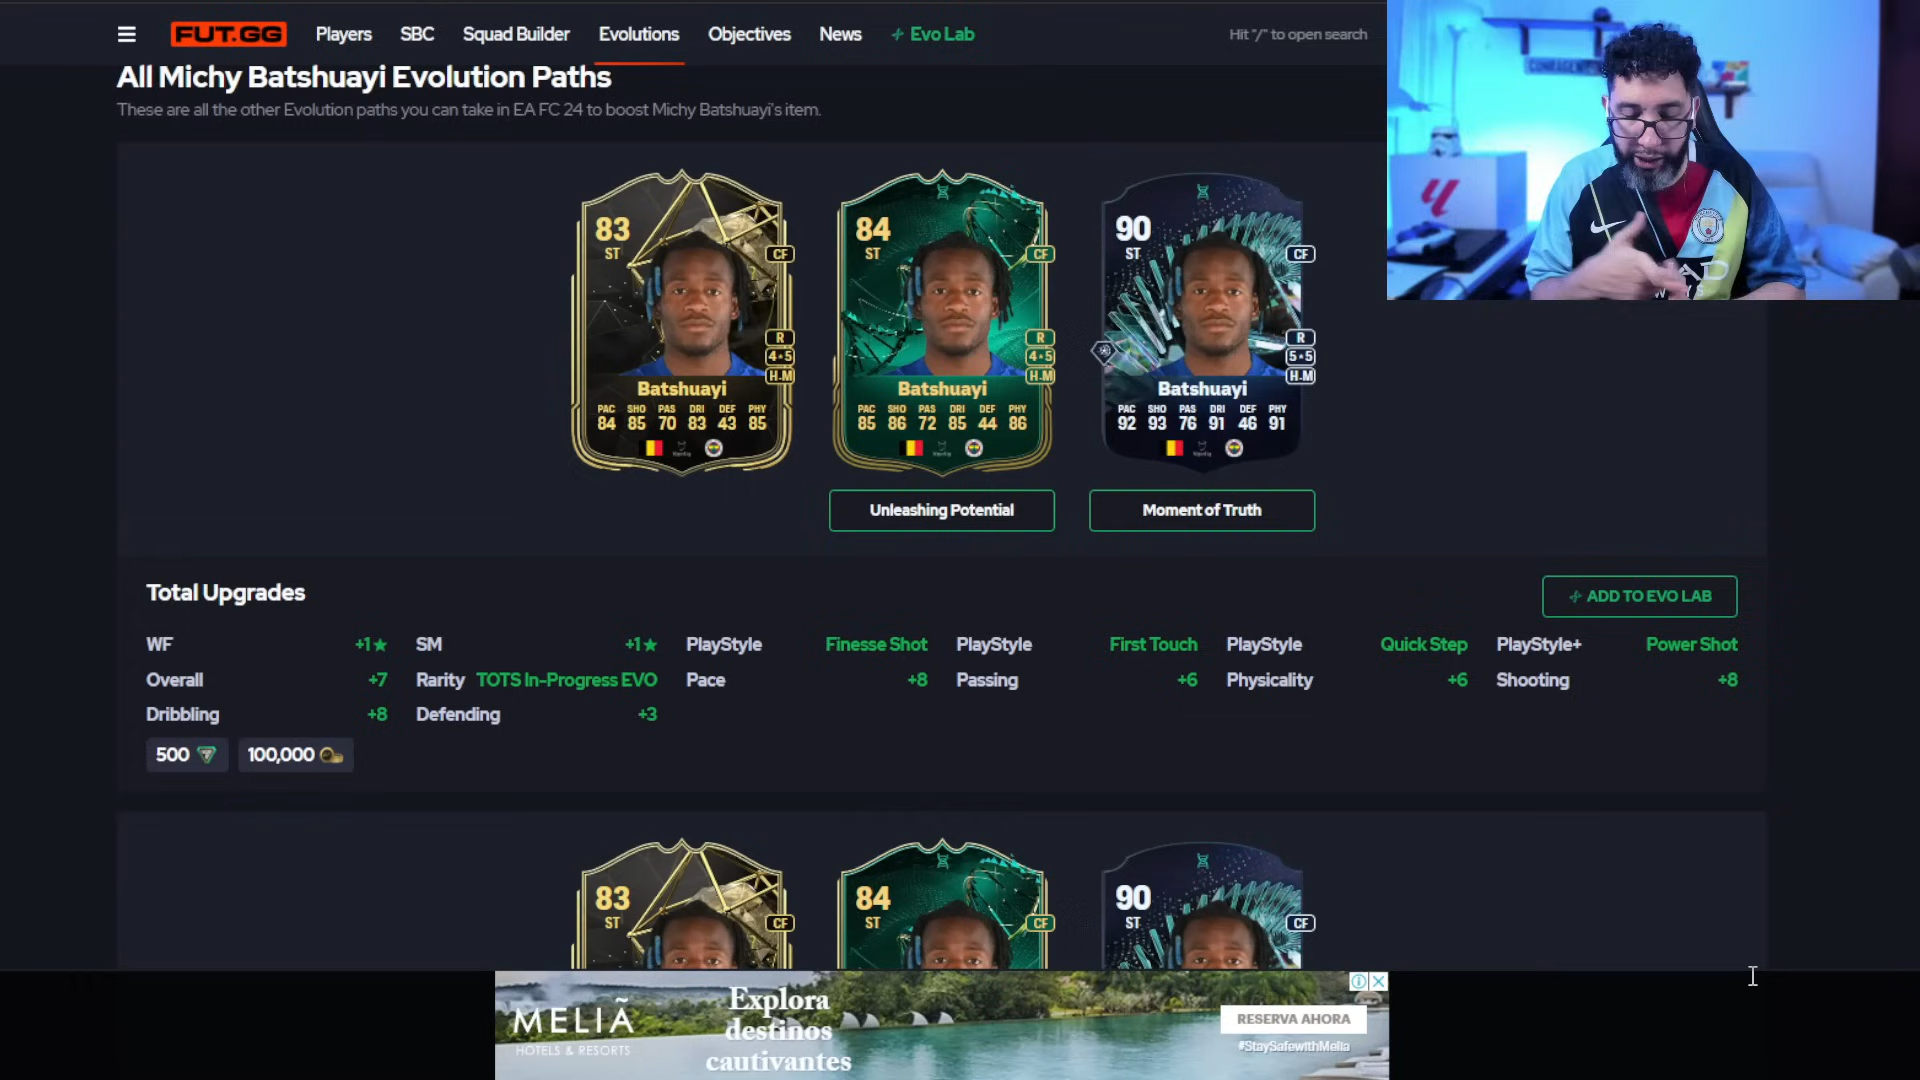 FUT.GG Players SBC Squad Builder Evolutions Objectives News Evo Lab Hit "/" to open search
All Michy Batshuayi Evolution Paths
These are all the other Evolution paths you can take in EA FC 24 to boost Michy Batshuayi's item.
83
ST
CF
R
4★5
H.M
Batshuayi
PAC SHO PAS DRI DEF PHY
84 85 70 83 43 85
84
ST
CF
R
4★5
H.M
Batshuayi
PAC SHO PAS DRI DEF PHY
85 86 72 85 44 86
Unleashing Potential
90
ST
CF
R
5★5
H.M
Batshuayi
PAC SHO PAS DRI DEF PHY
92 93 76 91 46 91
Moment of Truth
Total Upgrades
ADD TO EVO LAB
WF +1★ SM +1★ PlayStyle Finesse Shot PlayStyle First Touch PlayStyle Quick Step PlayStyle+ Power Shot
Overall +7 Rarity TOTS In-Progress EVO Pace +8 Passing +6 Physicality +6 Shooting +8
Dribbling +8 Defending +3
500 100,000
83
ST
CF
84
ST
CF
90
ST
CF
MELIÃ
HOTELS & RESORTS
Explora
destinos
cautivantes
RESERVA AHORA
#StaySafewithMelia